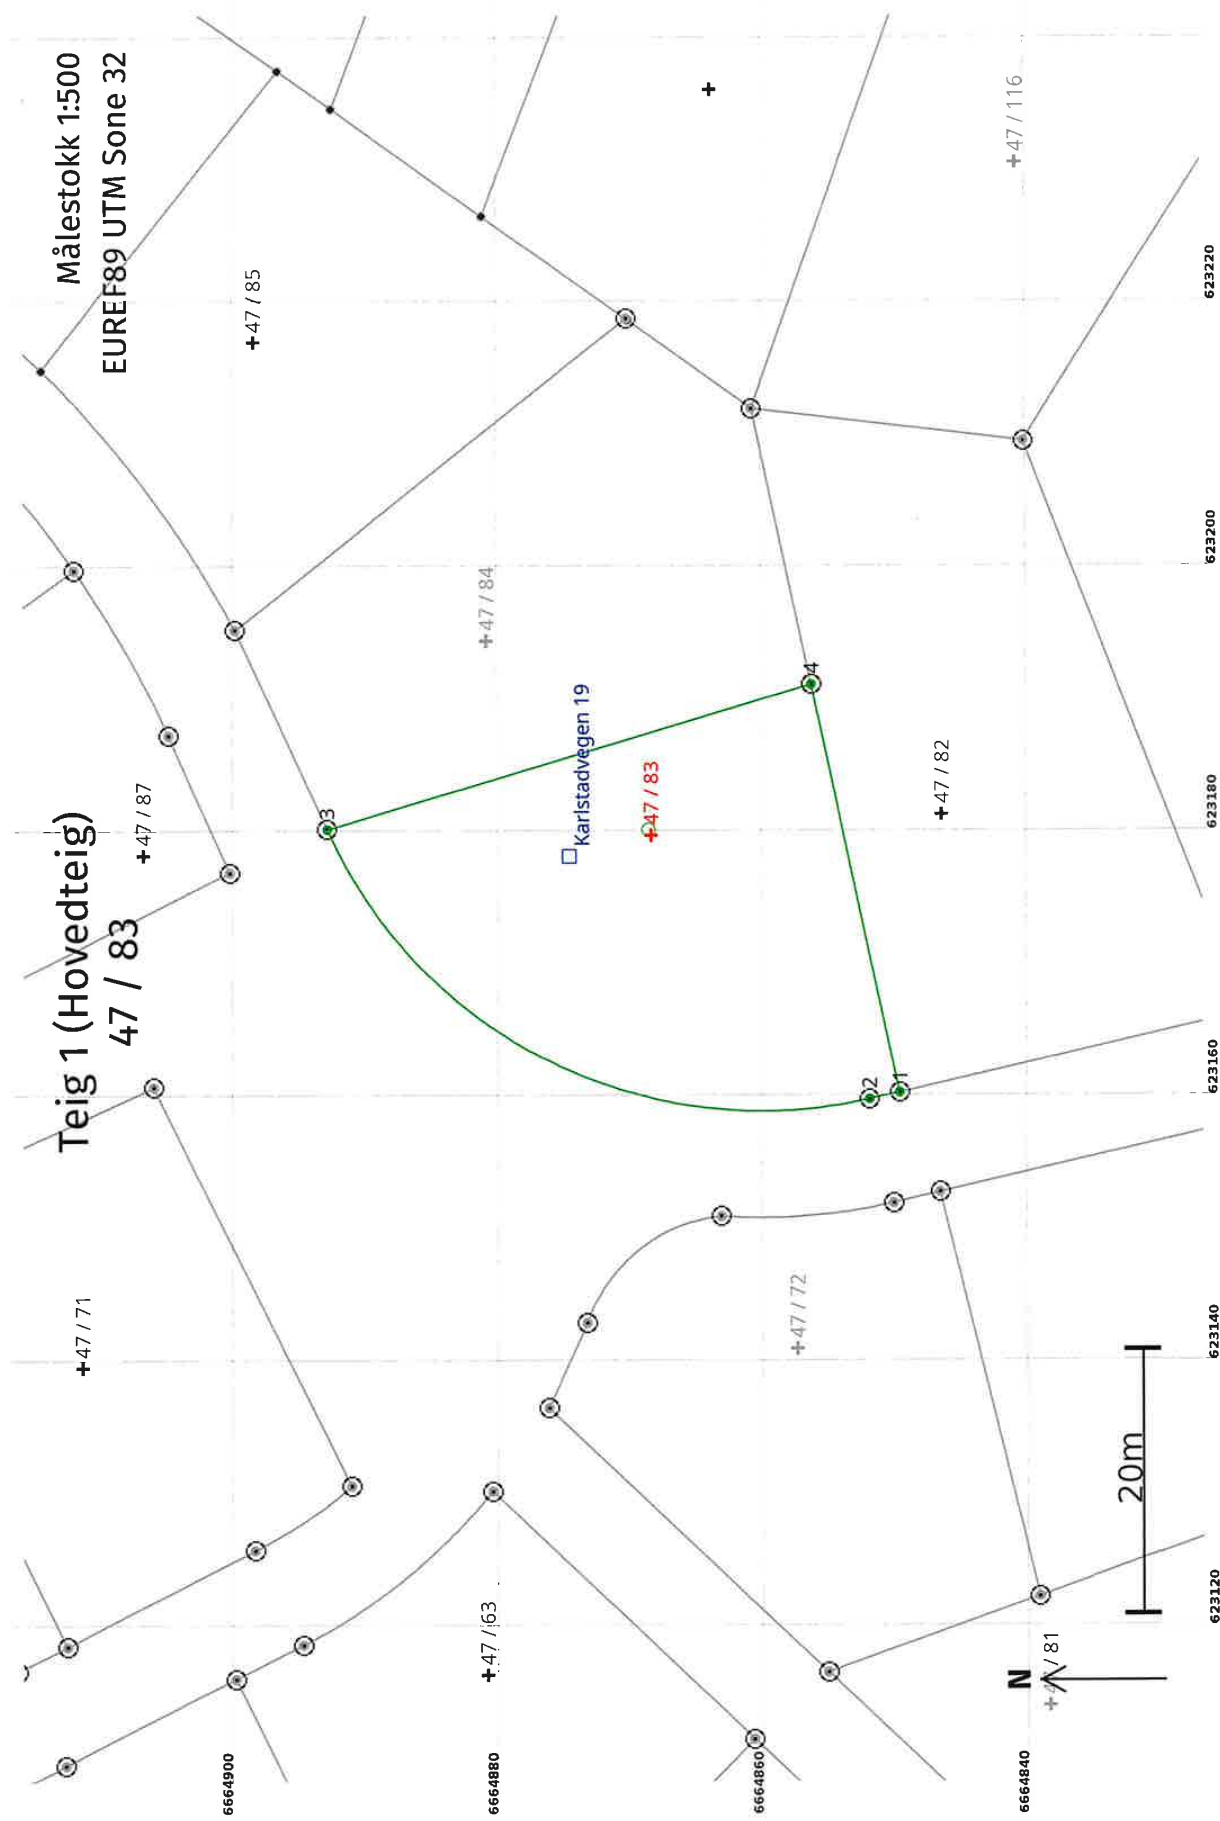 Teig 1 (Hovedteig)
47 / 83
Målestokk 1:500
EUREF89 UTM Sone 32
+47 / 71
+47 / 87
+47 / 85
+47 / 63
+47 / 84
Karlstadvegen 19
+47 / 83
+47 / 72
+47 / 82
+47 / 116
3
4
2
1
20m
N
/ 81
6664900
6664880
6664860
6664840
623120
623140
623160
623180
623200
623220